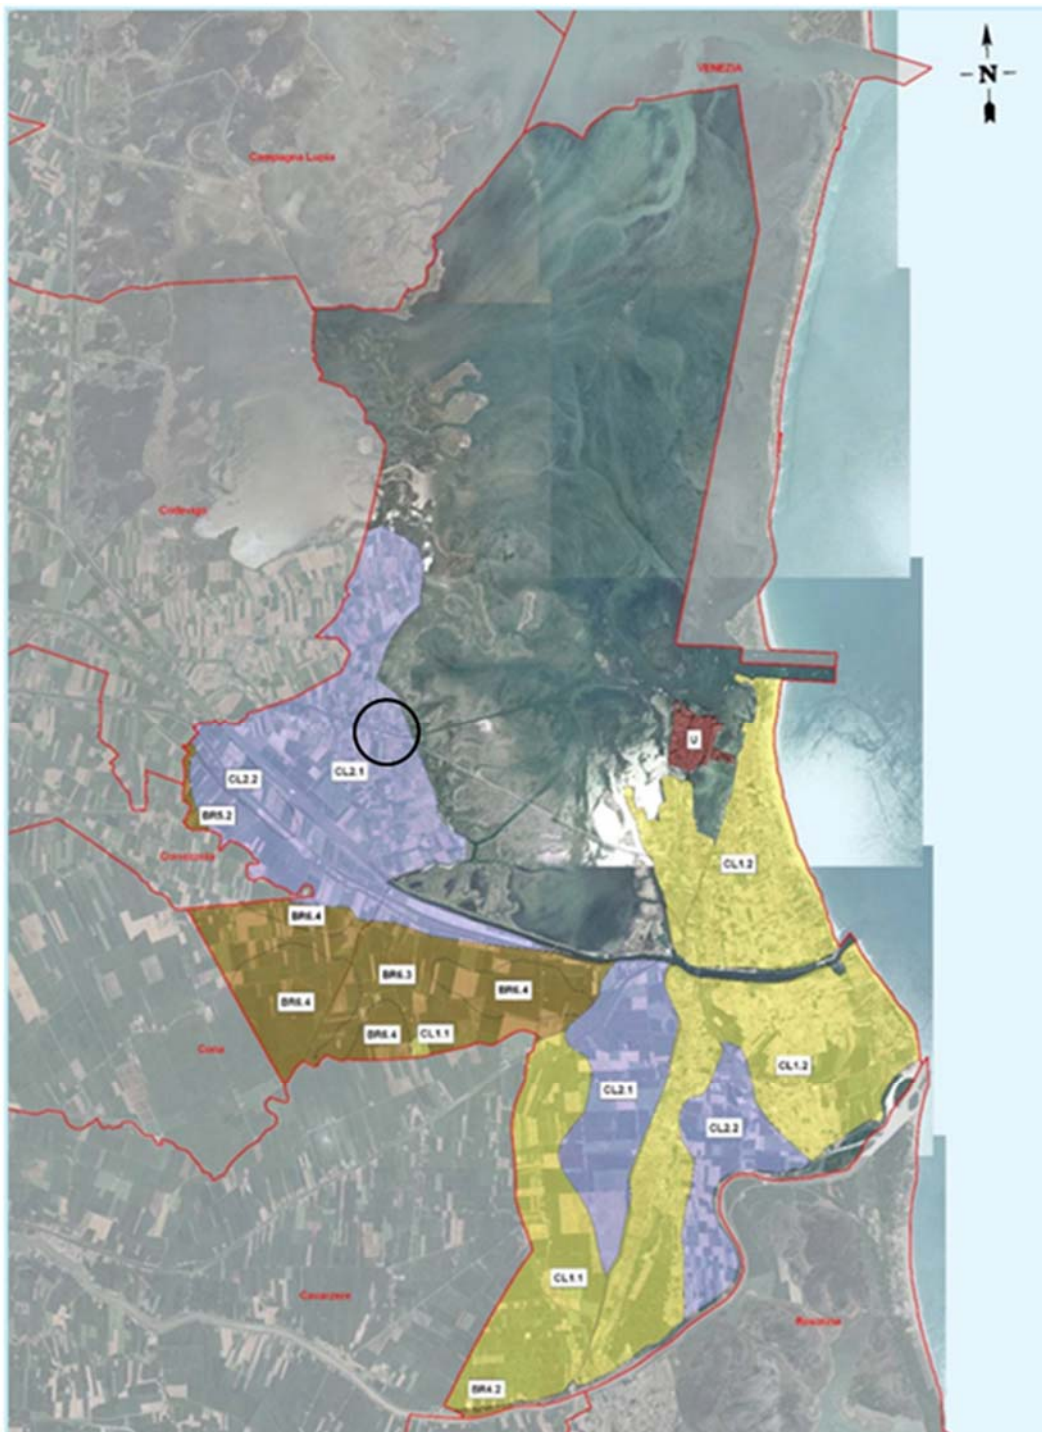 N
VENEZIA
Campagna Lupia
Codevigo
U
CL2.1
CL2.2
BR5.2
CL1.2
BR6.4
BR6.3
BR6.4
BR6.4
BR6.4
CL1.1
Cona
CL1.2
CL2.1
CL2.2
CL1.1
Cavarzere
Rosolina
BR4.2